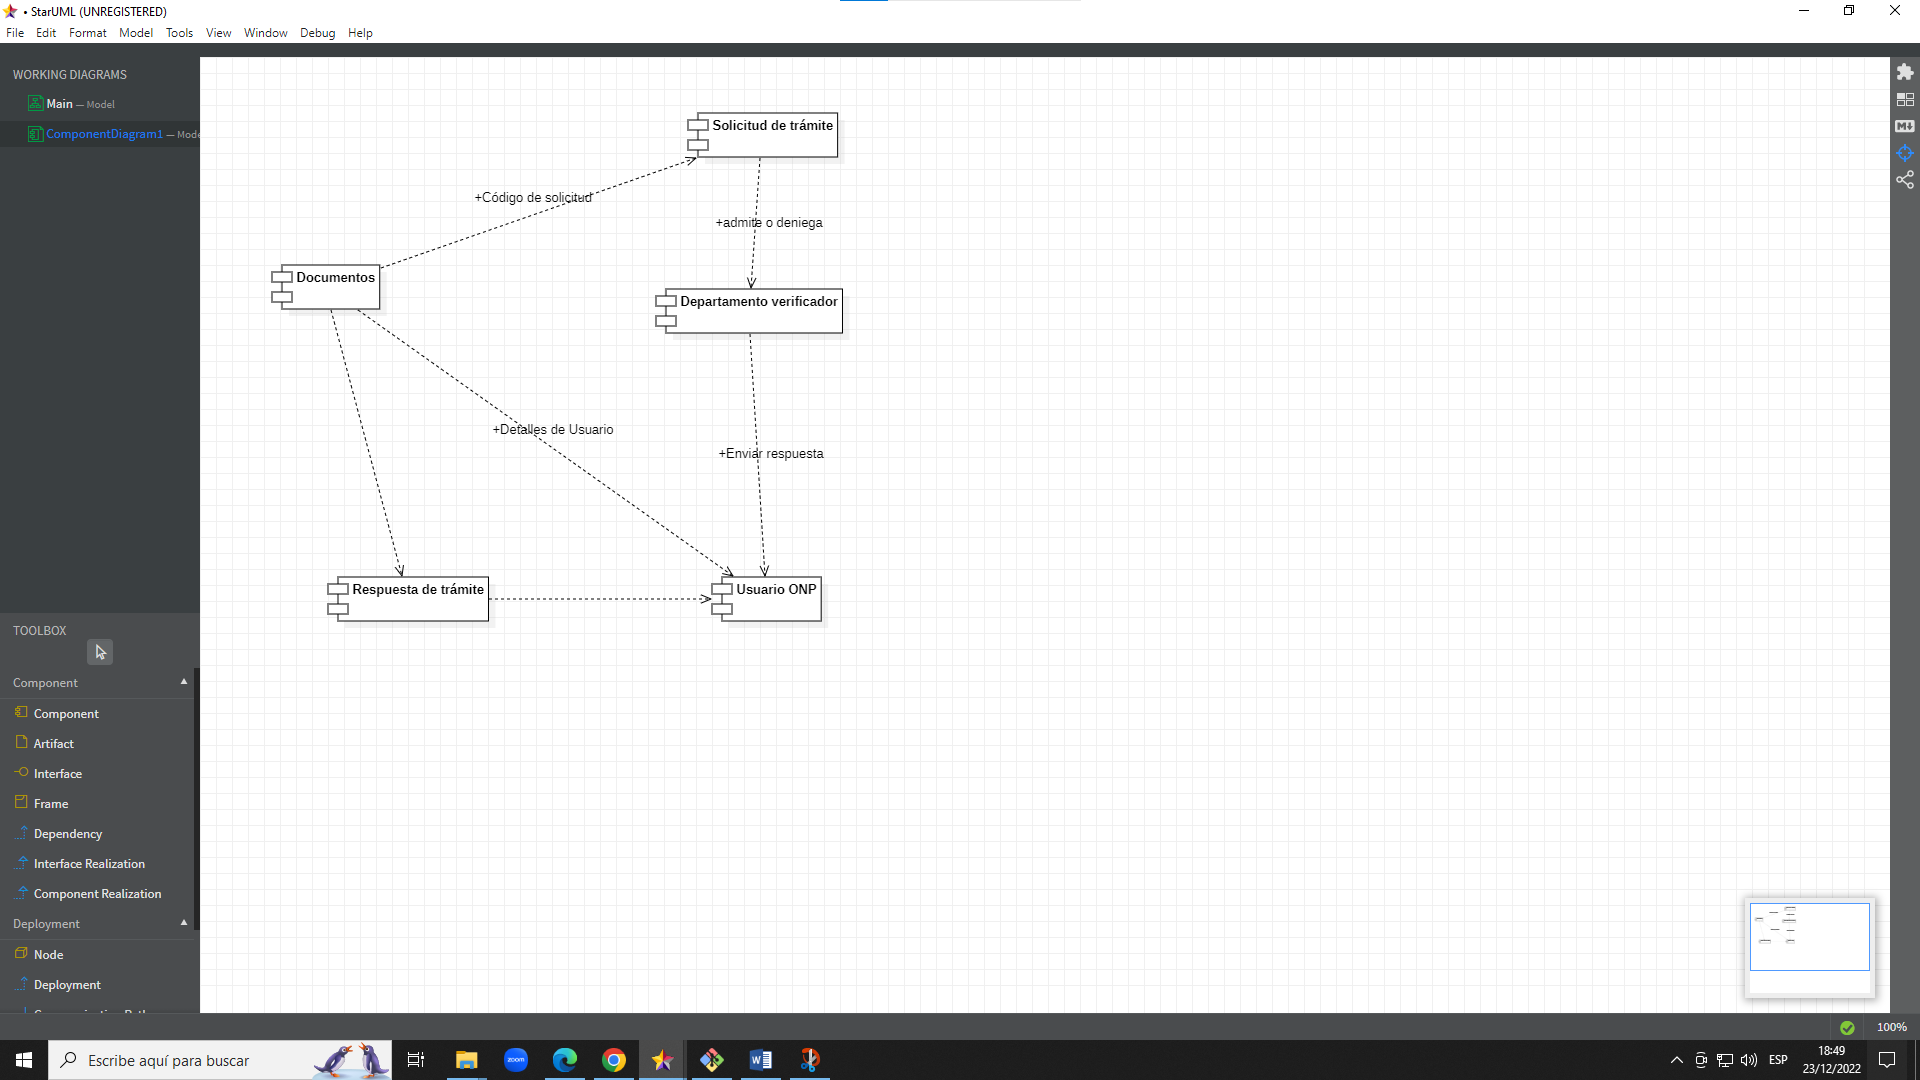 • StarUML (UNREGISTERED)
File Edit Format Model Tools View Window Debug Help
WORKING DIAGRAMS
Main — Model
ComponentDiagram1 — Mode
Solicitud de trámite
+Código de solicitud
+admite o deniega
Documentos
Departamento verificador
+Detalles de Usuario
+Enviar respuesta
Respuesta de trámite
Usuario ONP
TOOLBOX
Component
Component
Artifact
Interface
Frame
Dependency
Interface Realization
Component Realization
Deployment
Node
Deployment
M
100%
Escribe aquí para buscar
zoom
ESP
18:49
23/12/2022